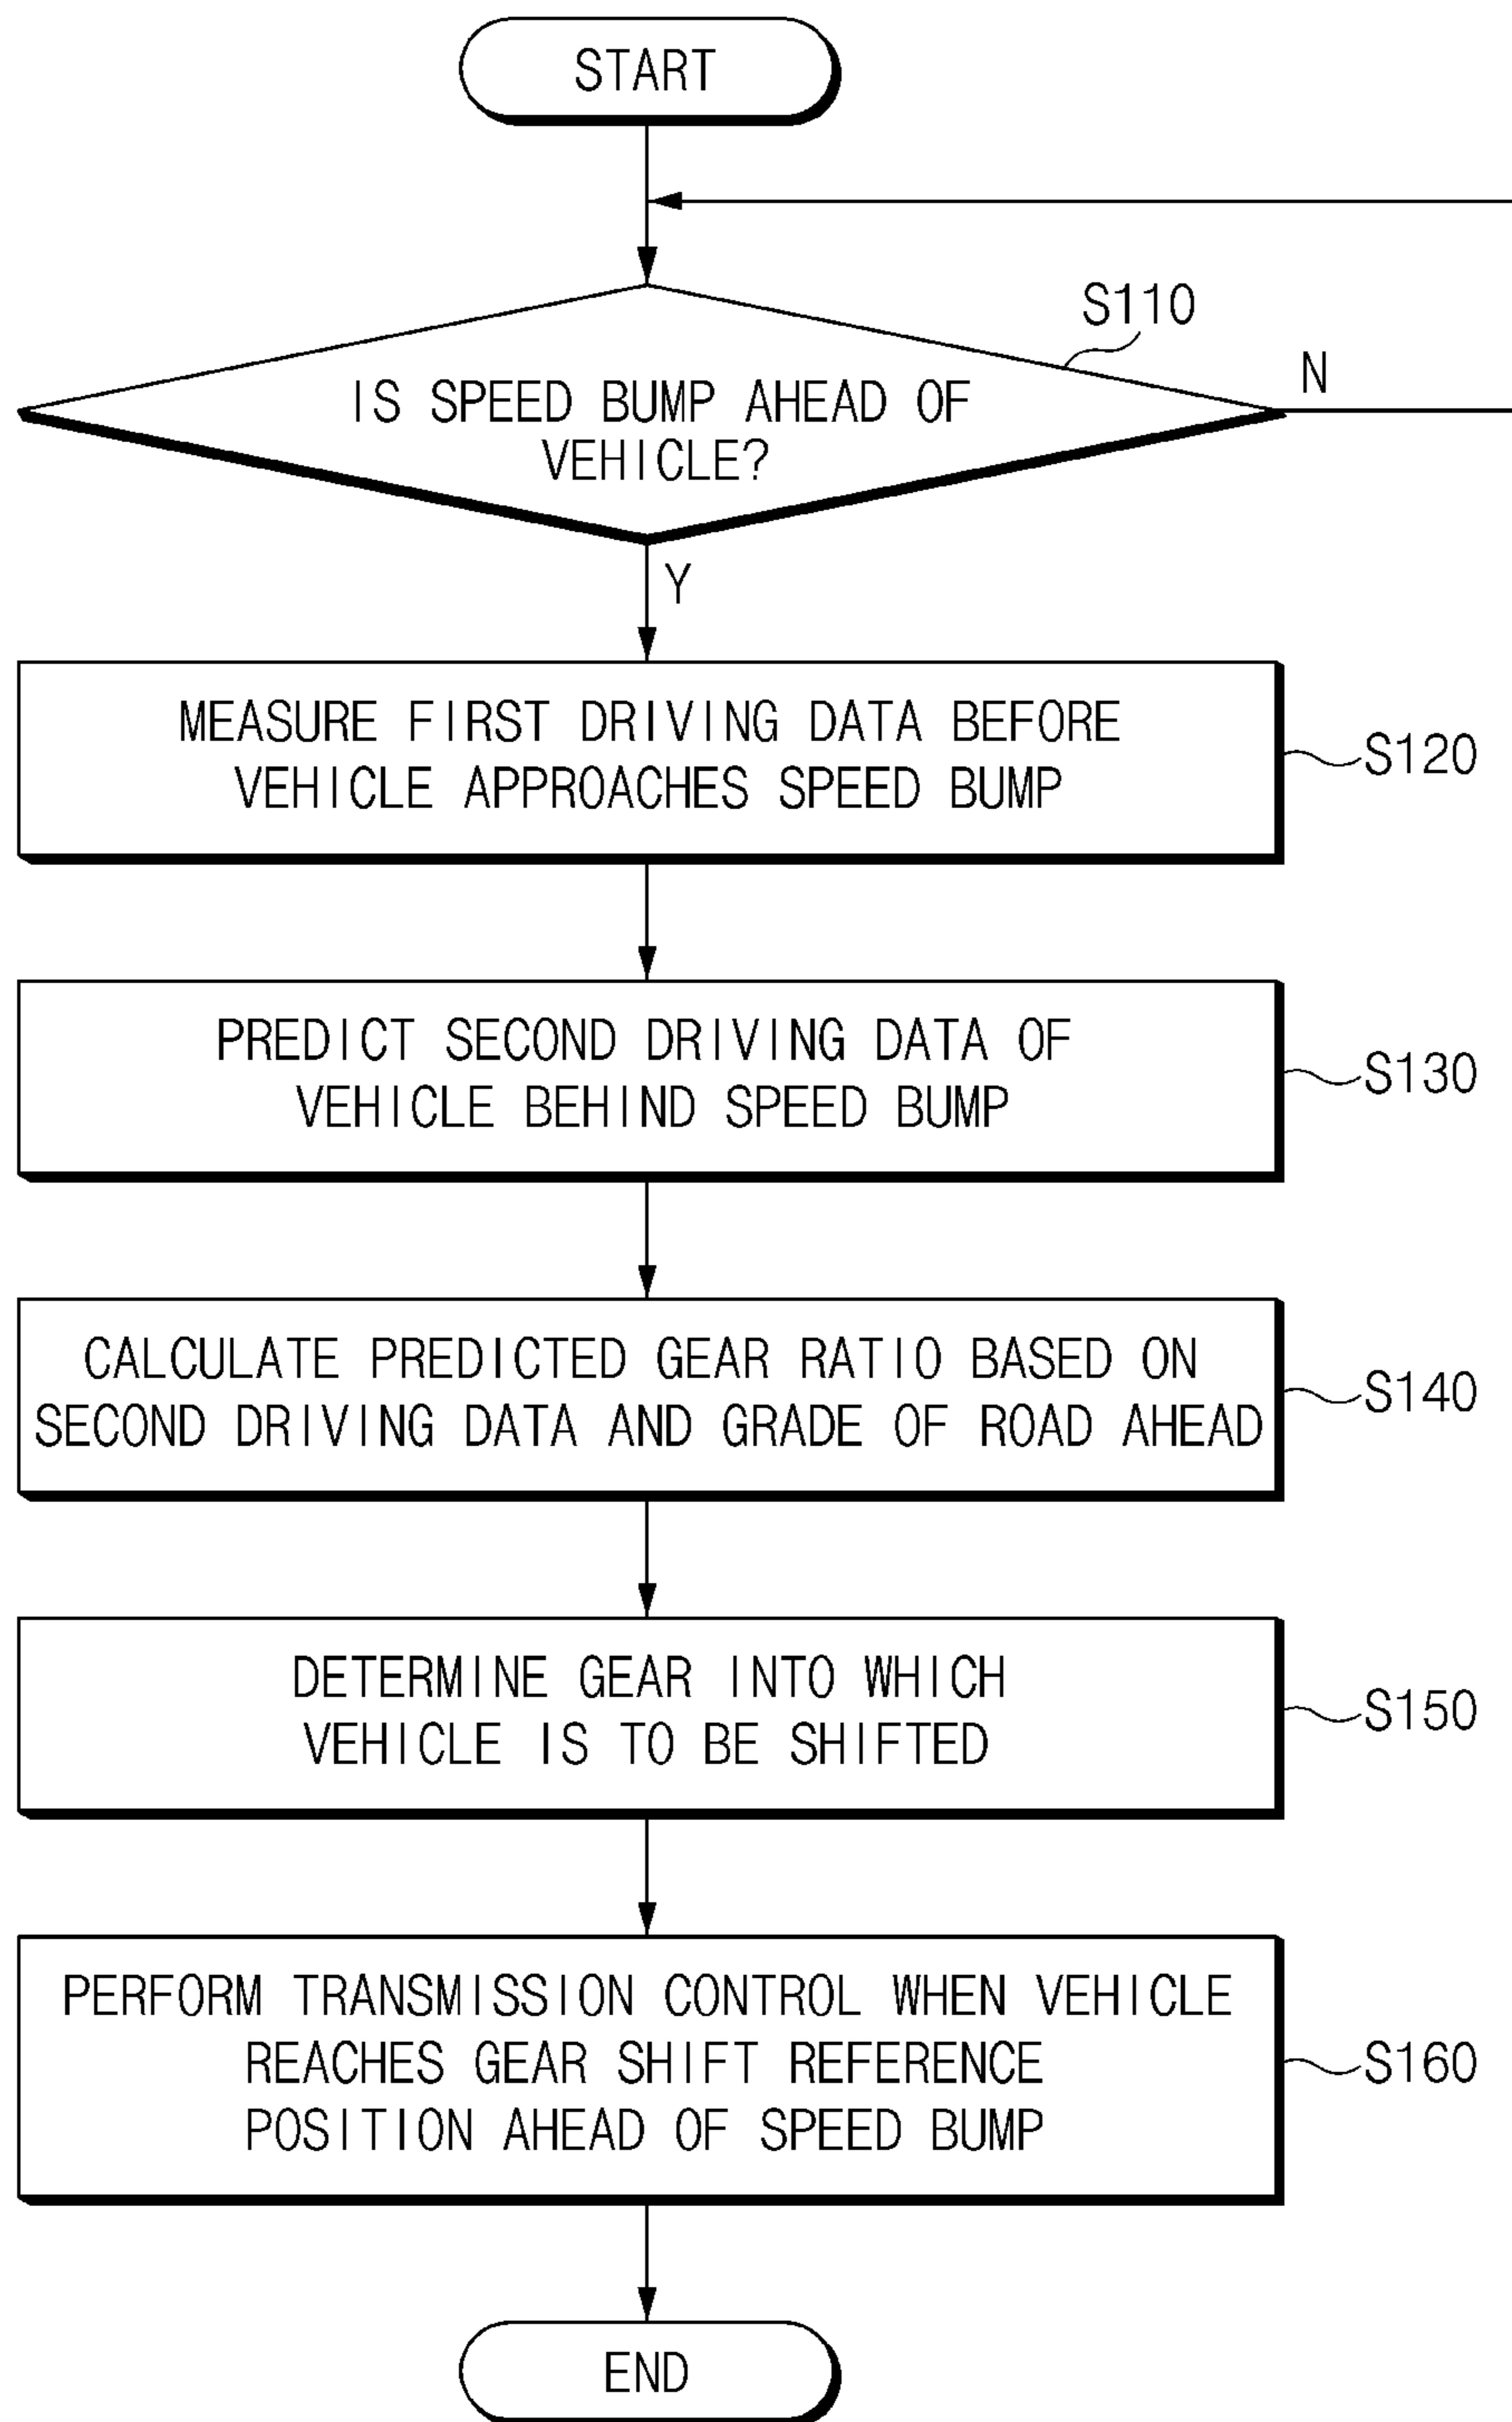 START
S110
IS SPEED BUMP AHEAD OF
VEHICLE?
N
Y
MEASURE FIRST DRIVING DATA BEFORE
VEHICLE APPROACHES SPEED BUMP
S120
PREDICT SECOND DRIVING DATA OF
VEHICLE BEHIND SPEED BUMP
S130
CALCULATE PREDICTED GEAR RATIO BASED ON
SECOND DRIVING DATA AND GRADE OF ROAD AHEAD
S140
DETERMINE GEAR INTO WHICH
VEHICLE IS TO BE SHIFTED
S150
PERFORM TRANSMISSION CONTROL WHEN VEHICLE
REACHES GEAR SHIFT REFERENCE
POSITION AHEAD OF SPEED BUMP
S160
END